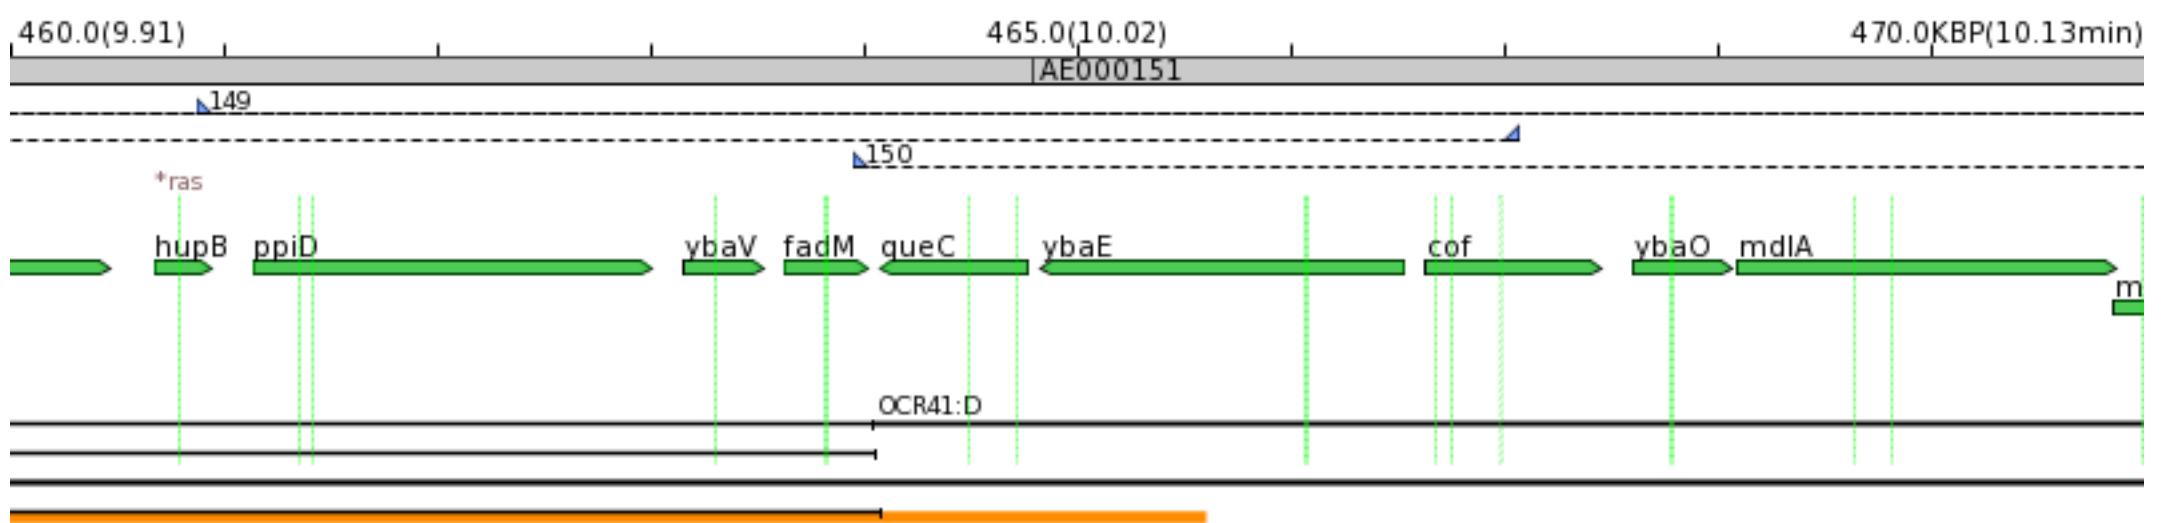 460.0(9.91) 465.0(10.02) 470.0KBP(10.13min)
AE000151
149
150
*ras
hupB ppiD ybaV fadM queC ybaE cof ybaO mdlA
m
OCR41:D